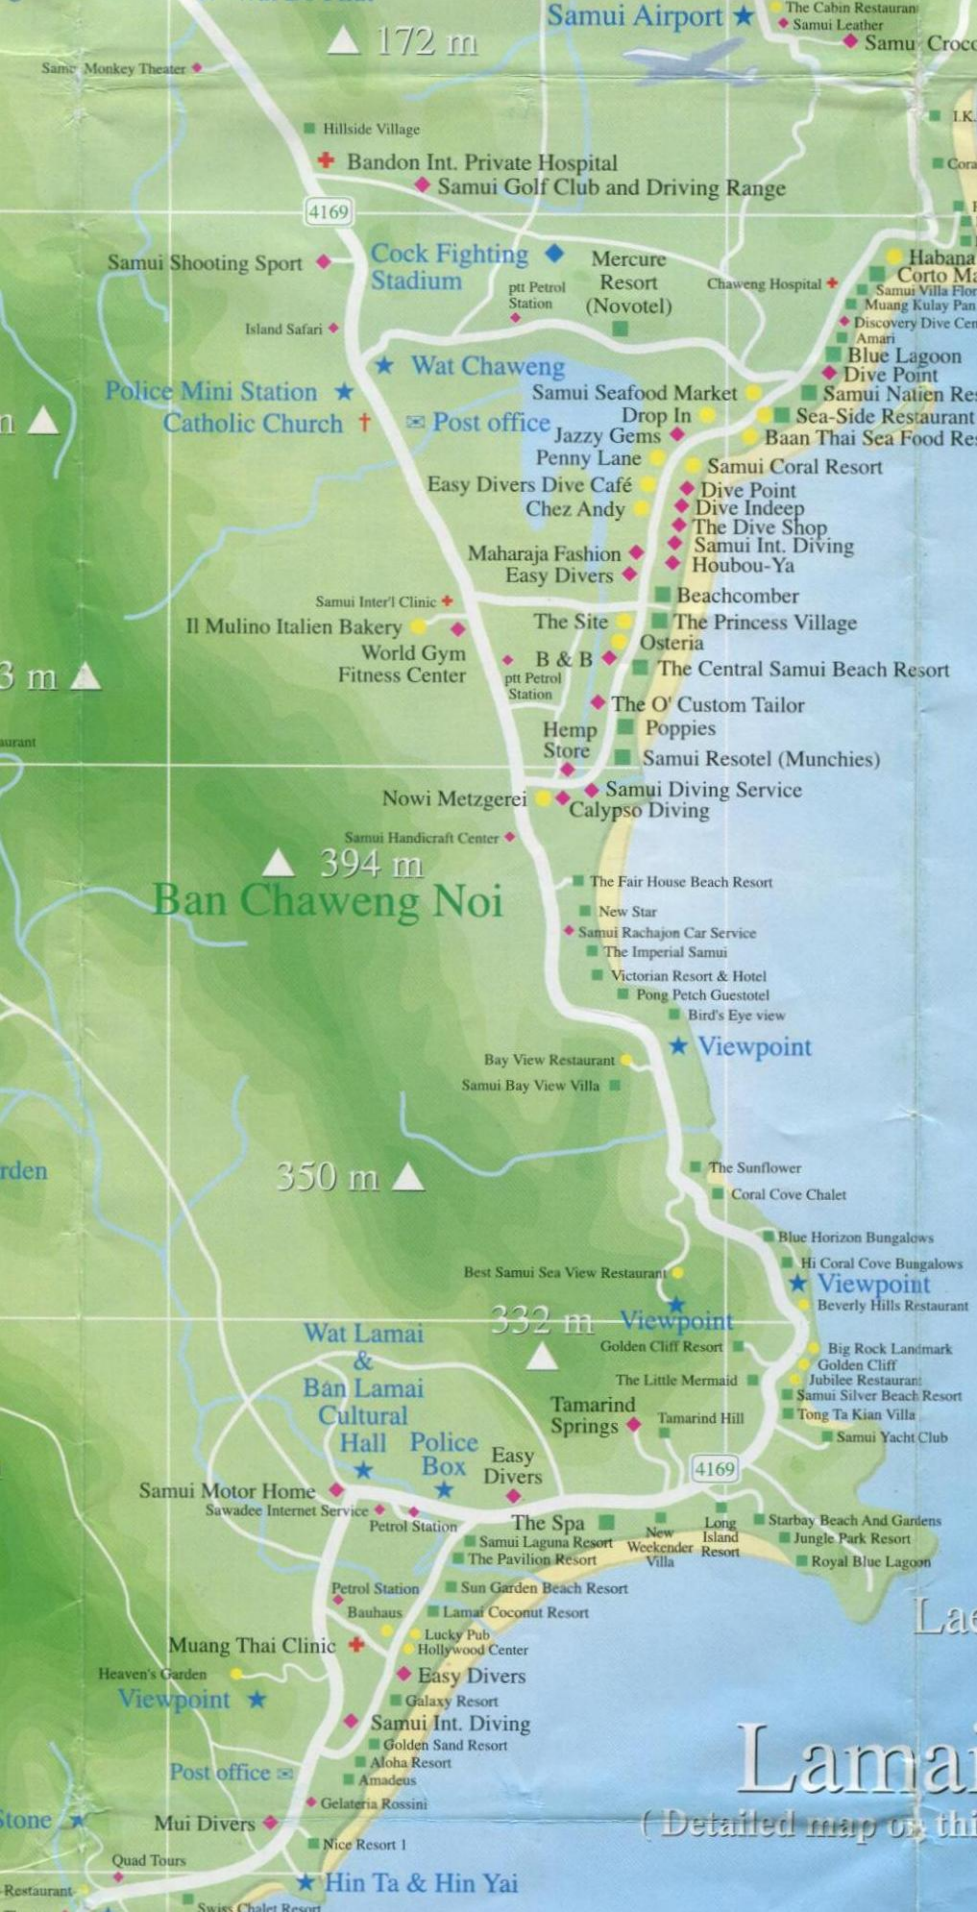 Samui Airport
The Cabin Restaurant
Samui Leather
172 m
Samu Croco
Monkey Theater
I.K.
Hillside Village
Bandon Int. Private Hospital
Cora
Samui Golf Club and Driving Range
4169
Samui Shooting Sport
Cock Fighting
Stadium
Mercure
Resort
(Novotel)
ptt Petrol
Station
Chaweng Hospital
Habana
Corto Ma
Samui Villa Flor
Muang Kulay Pan
Island Safari
Discovery Dive Cen
Amari
Blue Lagoon
Dive Point
Wat Chaweng
Police Mini Station
Samui Seafood Market
Samui Natien Res
Catholic Church
Post office
Drop In
Sea-Side Restaurant
Jazzy Gems
Baan Thai Sea Food Res
Penny Lane
Samui Coral Resort
Easy Divers Dive Café
Dive Point
Chez Andy
Dive Indeep
The Dive Shop
Maharaja Fashion
Samui Int. Diving
Easy Divers
Houbou-Ya
Samui Inter'l Clinic
Beachcomber
Il Mulino Italien Bakery
The Site
The Princess Village
World Gym
Fitness Center
Osteria
B & B
3 m
The Central Samui Beach Resort
ptt Petrol
Station
The O' Custom Tailor
Hemp
Store
Poppies
aurant
Samui Resotel (Munchies)
Nowi Metzgerei
Samui Diving Service
Calypso Diving
Samui Handicraft Center
394 m
Ban Chaweng Noi
The Fair House Beach Resort
New Star
Samui Rachajon Car Service
The Imperial Samui
Victorian Resort & Hotel
Pong Petch Guestotel
Bird's Eye view
Viewpoint
Bay View Restaurant
Samui Bay View Villa
rden
350 m
The Sunflower
Coral Cove Chalet
Blue Horizon Bungalows
Hi Coral Cove Bungalows
Best Samui Sea View Restaurant
Viewpoint
Beverly Hills Restaurant
332 m
Viewpoint
Wat Lamai
&
Ban Lamai
Cultural
Hall
Golden Cliff Resort
Big Rock Landmark
Golden Cliff
The Little Mermaid
Jubilee Restaurant
Samui Silver Beach Resort
Tamarind
Springs
Tamarind Hill
Tong Ta Kian Villa
Samui Yacht Club
Police
Box
Easy
Divers
4169
Samui Motor Home
Sawadee Internet Service
Petrol Station
The Spa
Samui Laguna Resort
The Pavilion Resort
New
Weekender
Villa
Long
Island
Resort
Starbay Beach And Gardens
Jungle Park Resort
Royal Blue Lagoon
Petrol Station
Sun Garden Beach Resort
Bauhaus
Lamai Coconut Resort
Lae
Muang Thai Clinic
Lucky Pub
Hollywood Center
Heaven's Garden
Easy Divers
Viewpoint
Galaxy Resort
Samui Int. Diving
Golden Sand Resort
Post office
Aloha Resort
Amadeus
Lamai
Gelateria Rossini
Stone
Mui Divers
( Detailed map on thi
Nice Resort 1
Quad Tours
Restaurant
Hin Ta & Hin Yai
Swiss Chalet Resort